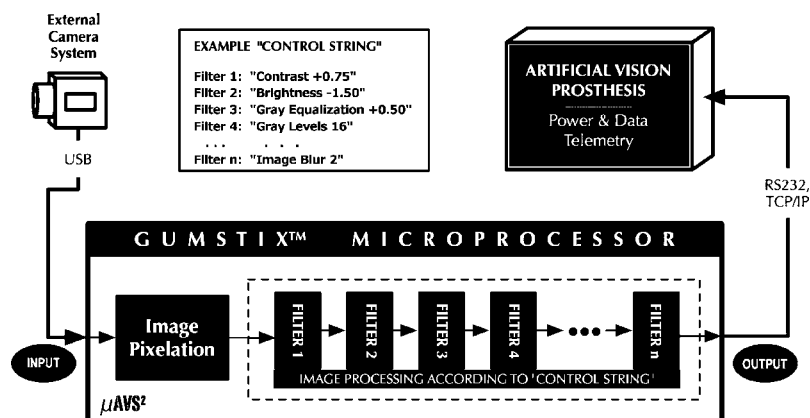 External
Camera
System
USB
EXAMPLE "CONTROL STRING"
Filter 1: "Contrast +0.75"
Filter 2: "Brightness -1.50"
Filter 3: "Gray Equalization +0.50"
Filter 4: "Gray Levels 16"
... . . .
Filter n: "Image Blur 2"
ARTIFICIAL VISION
PROSTHESIS
Power & Data
Telemetry
RS232,
TCP/IP
GUMSTIX™ MICROPROCESSOR
INPUT
Image
Pixelation
FILTER 1
FILTER 2
FILTER 3
FILTER 4
FILTER n
IMAGE PROCESSING ACCORDING TO 'CONTROL STRING'
OUTPUT
μAVS²